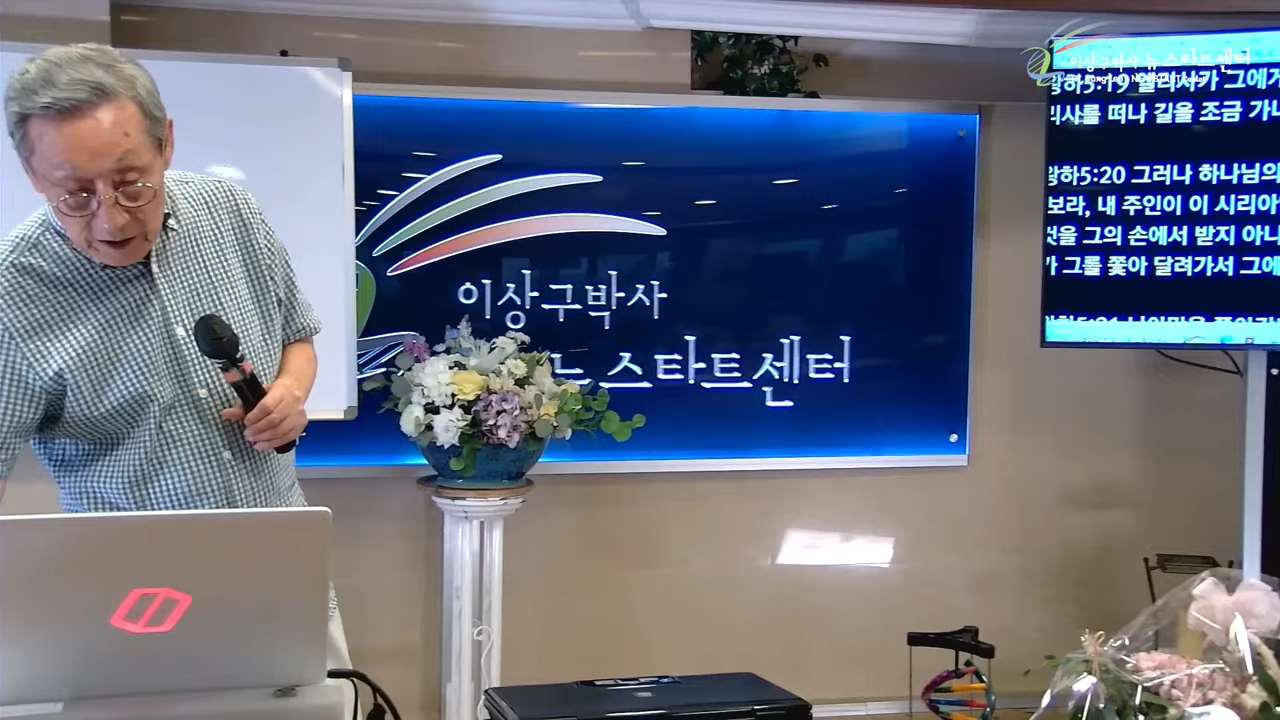 이상구박사
뉴스타트센터
이상구박사 뉴스타트센터
왕하5:19 엘리사가 그에게
리사를 떠나 길을 조금 가니
왕하5:20 그러나 하나님의
보라, 내 주인이 이 시리아
것을 그의 손에서 받지 아니
가 그를 쫓아 달려가서 그에